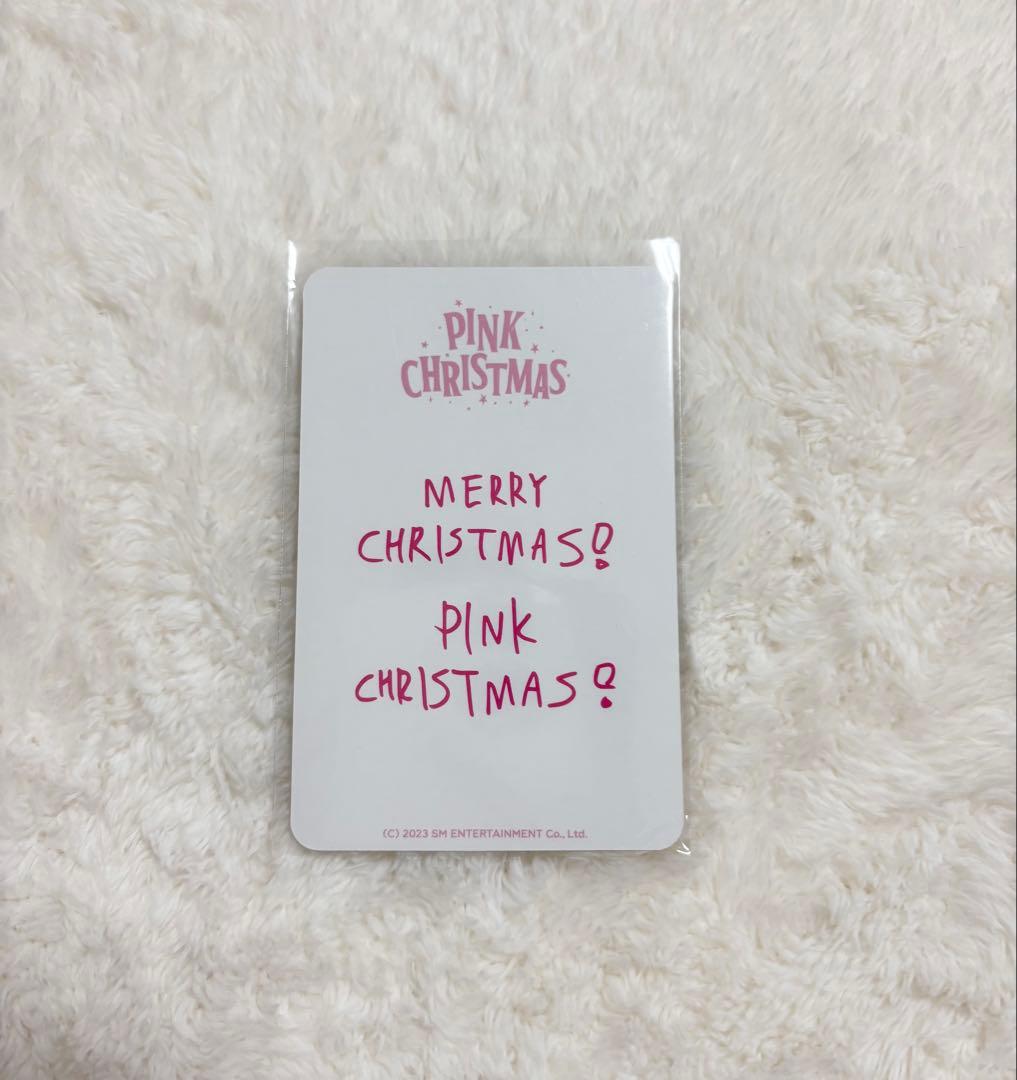 PINK
CHRISTMAS
MERRY
CHRISTMAS!
PINK
CHRISTMAS!
(C) 2023 SM ENTERTAINMENT Co., Ltd.